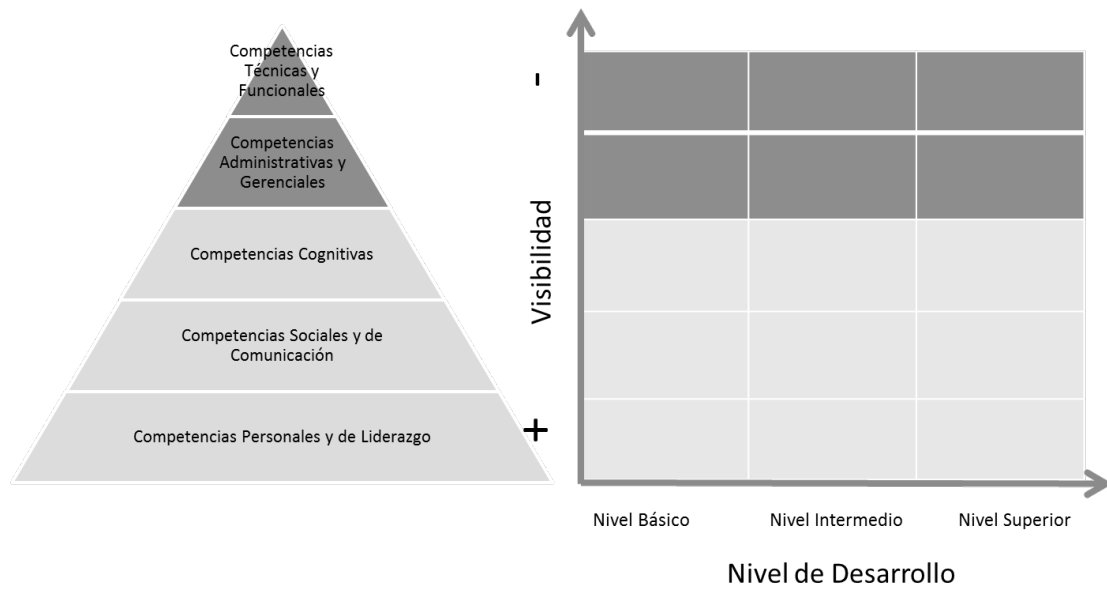 Competencias
Técnicas y
Funcionales
Competencias
Administrativas y
Gerenciales
Competencias Cognitivas
Competencias Sociales y de
Comunicación
Competencias Personales y de Liderazgo
-
Visibilidad
+
Nivel Básico
Nivel Intermedio
Nivel Superior
Nivel de Desarrollo